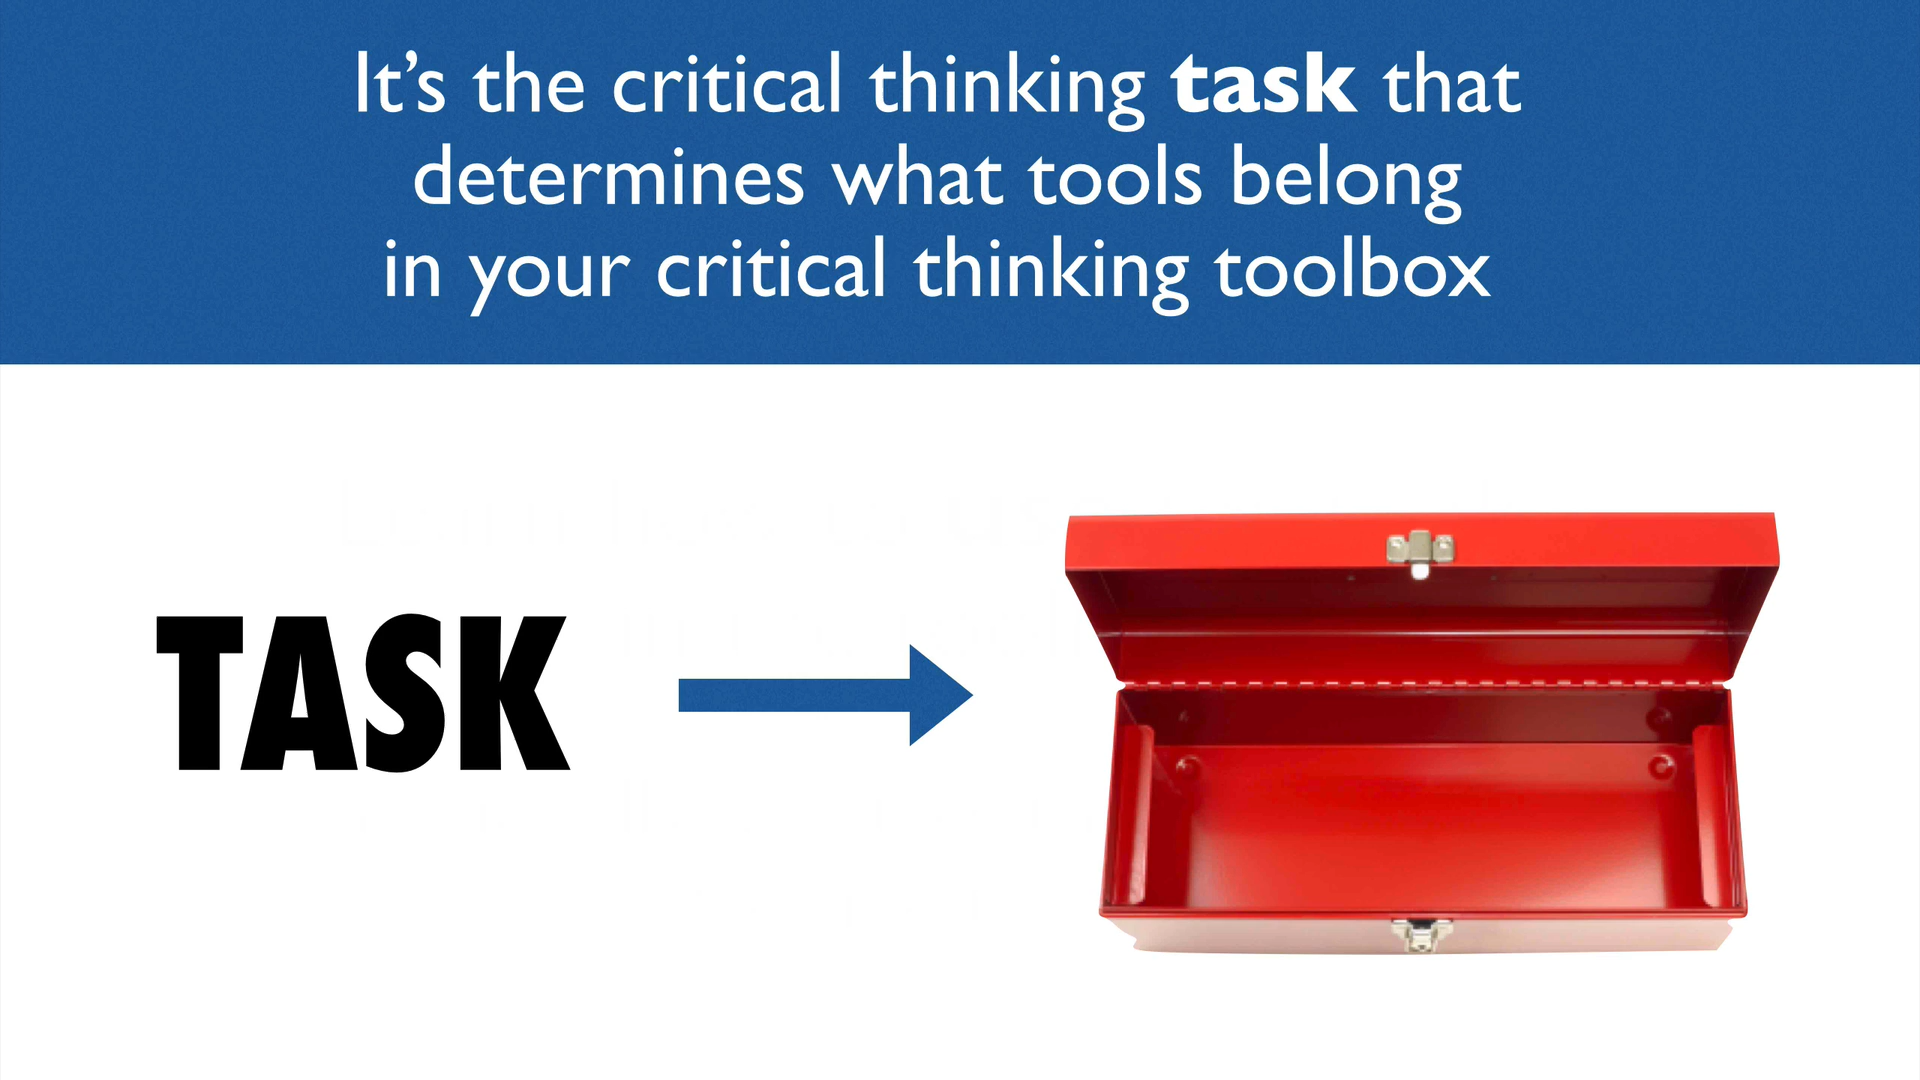 It’s the critical thinking task that
determines what tools belong
in your critical thinking toolbox
TASK